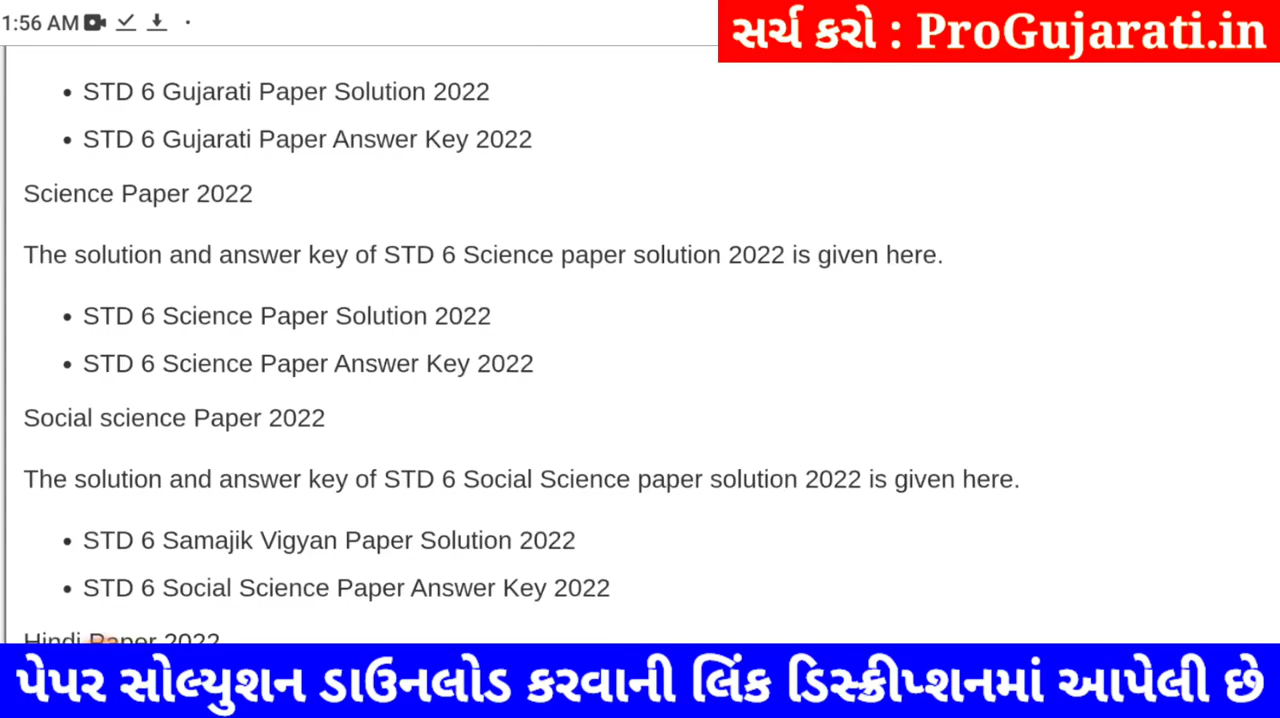 1:56 AM
સર્ચ કરો : ProGujarati.in
STD 6 Gujarati Paper Solution 2022
STD 6 Gujarati Paper Answer Key 2022
Science Paper 2022
The solution and answer key of STD 6 Science paper solution 2022 is given here.
STD 6 Science Paper Solution 2022
STD 6 Science Paper Answer Key 2022
Social science Paper 2022
The solution and answer key of STD 6 Social Science paper solution 2022 is given here.
STD 6 Samajik Vigyan Paper Solution 2022
STD 6 Social Science Paper Answer Key 2022
Hindi Paper 2022
પેપર સોલ્યુશન ડાઉનલોડ કરવાની લિંક ડિસ્ક્રીપ્શનમાં આપેલી છે